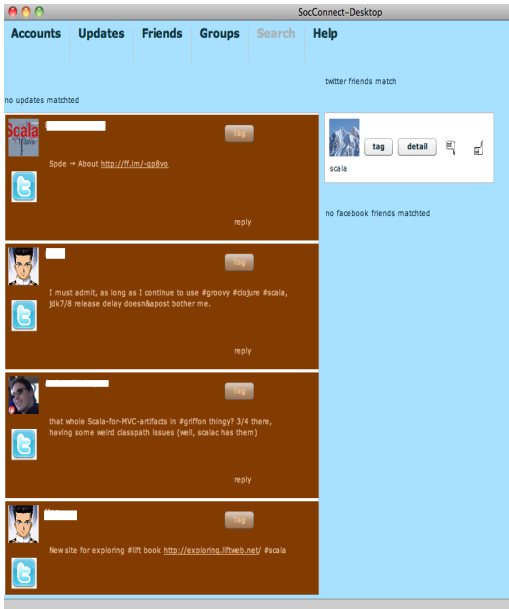 SocConnect-Desktop
Accounts Updates Friends Groups Search Help
twitter friends match
no updates matchted
Scala
tag
Spde → About http://ff.im/-qp8vo
reply
tag detail
scala
no facebook friends matchted
tag
I must admit, as long as I continue to use #groovy #clojure #scala,
jdk7/8 release delay doesn&apost bother me.
reply
tag
that whole Scala-for-MVC-artifacts in #griffon thingy? 3/4 there,
having some weird classpath issues (well, scalac has them)
reply
tag
New site for exploring #lift book http://exploring.liftweb.net/ #scala